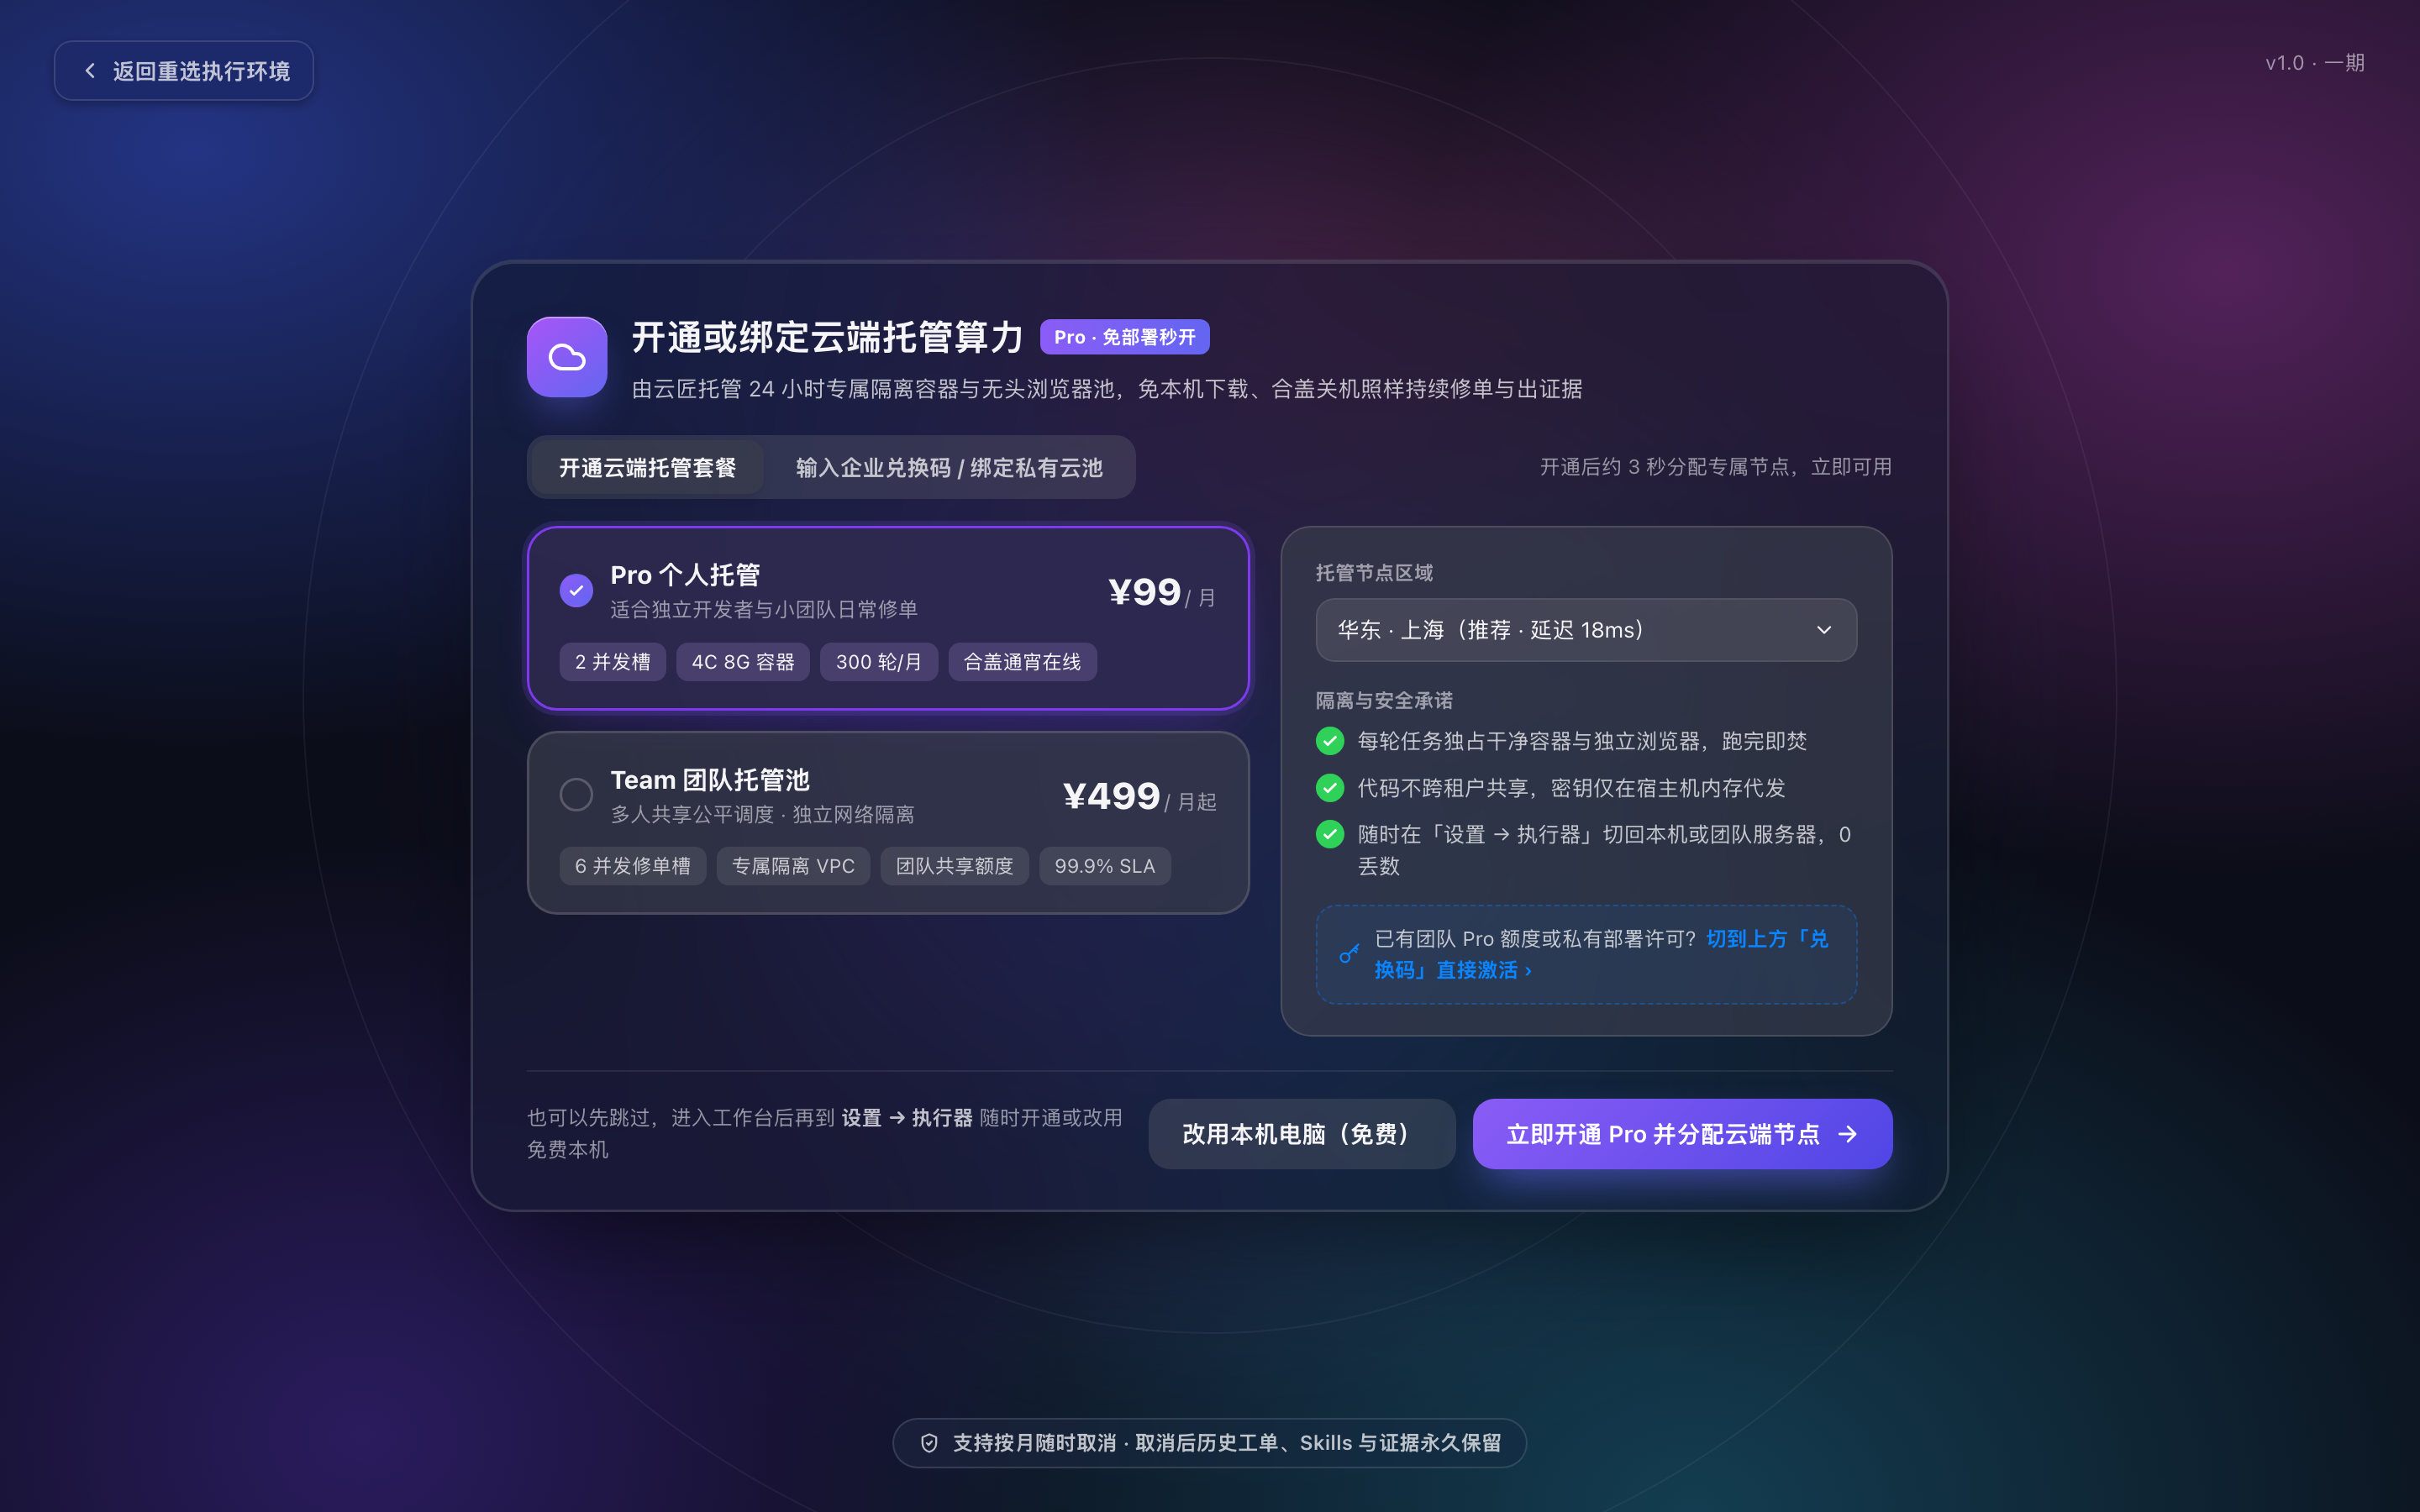 返回重选执行环境
v1.0 · 一期
开通或绑定云端托管算力
Pro · 免部署秒开
由云匠托管 24 小时专属隔离容器与无头浏览器池，免本机下载、合盖关机照样持续修单与出证据
开通云端托管套餐
输入企业兑换码 / 绑定私有云池
开通后约 3 秒分配专属节点，立即可用
Pro 个人托管
适合独立开发者与小团队日常修单
¥99 / 月
2 并发槽
4C 8G 容器
300 轮/月
合盖通宵在线
Team 团队托管池
多人共享公平调度 · 独立网络隔离
¥499 / 月起
6 并发修单槽
专属隔离 VPC
团队共享额度
99.9% SLA
托管节点区域
华东 · 上海（推荐 · 延迟 18ms）
隔离与安全承诺
每轮任务独占干净容器与独立浏览器，跑完即焚
代码不跨租户共享，密钥仅在宿主机内存代发
随时在「设置 → 执行器」切回本机或团队服务器，0
丢数
已有团队 Pro 额度或私有部署许可？切到上方「兑
换码」直接激活 ›
也可以先跳过，进入工作台后再到 设置 → 执行器 随时开通或改用
免费本机
改用本机电脑（免费）
立即开通 Pro 并分配云端节点 →
支持按月随时取消 · 取消后历史工单、Skills 与证据永久保留